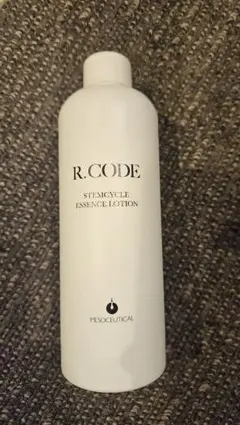 R.CODE
STEMCYCLE
ESSENCE LOTION
MESOCEUTICAL